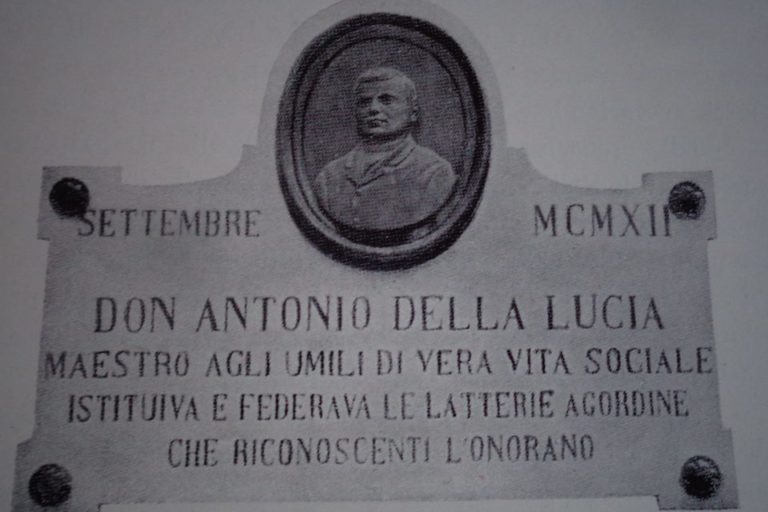 SETTEMBRE MCMXII
DON ANTONIO DELLA LUCIA
MAESTRO AGLI UMILI DI VERA VITA SOCIALE
ISTITUIVA E FEDERAVA LE LATTERIE AGORDINE
CHE RICONOSCENTI L'ONORANO